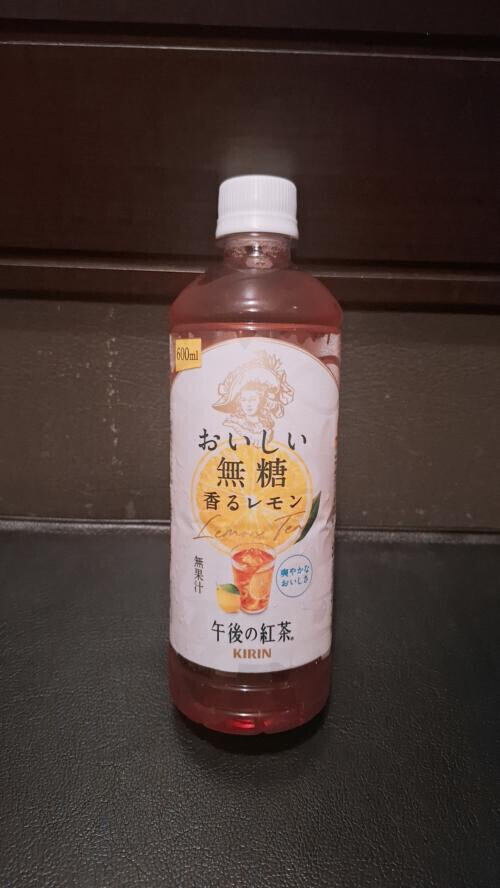 600ml
おいしい
無糖
香るレモン
Lemon Tea
無果汁
爽やかな
おいしさ
午後の紅茶®
KIRIN